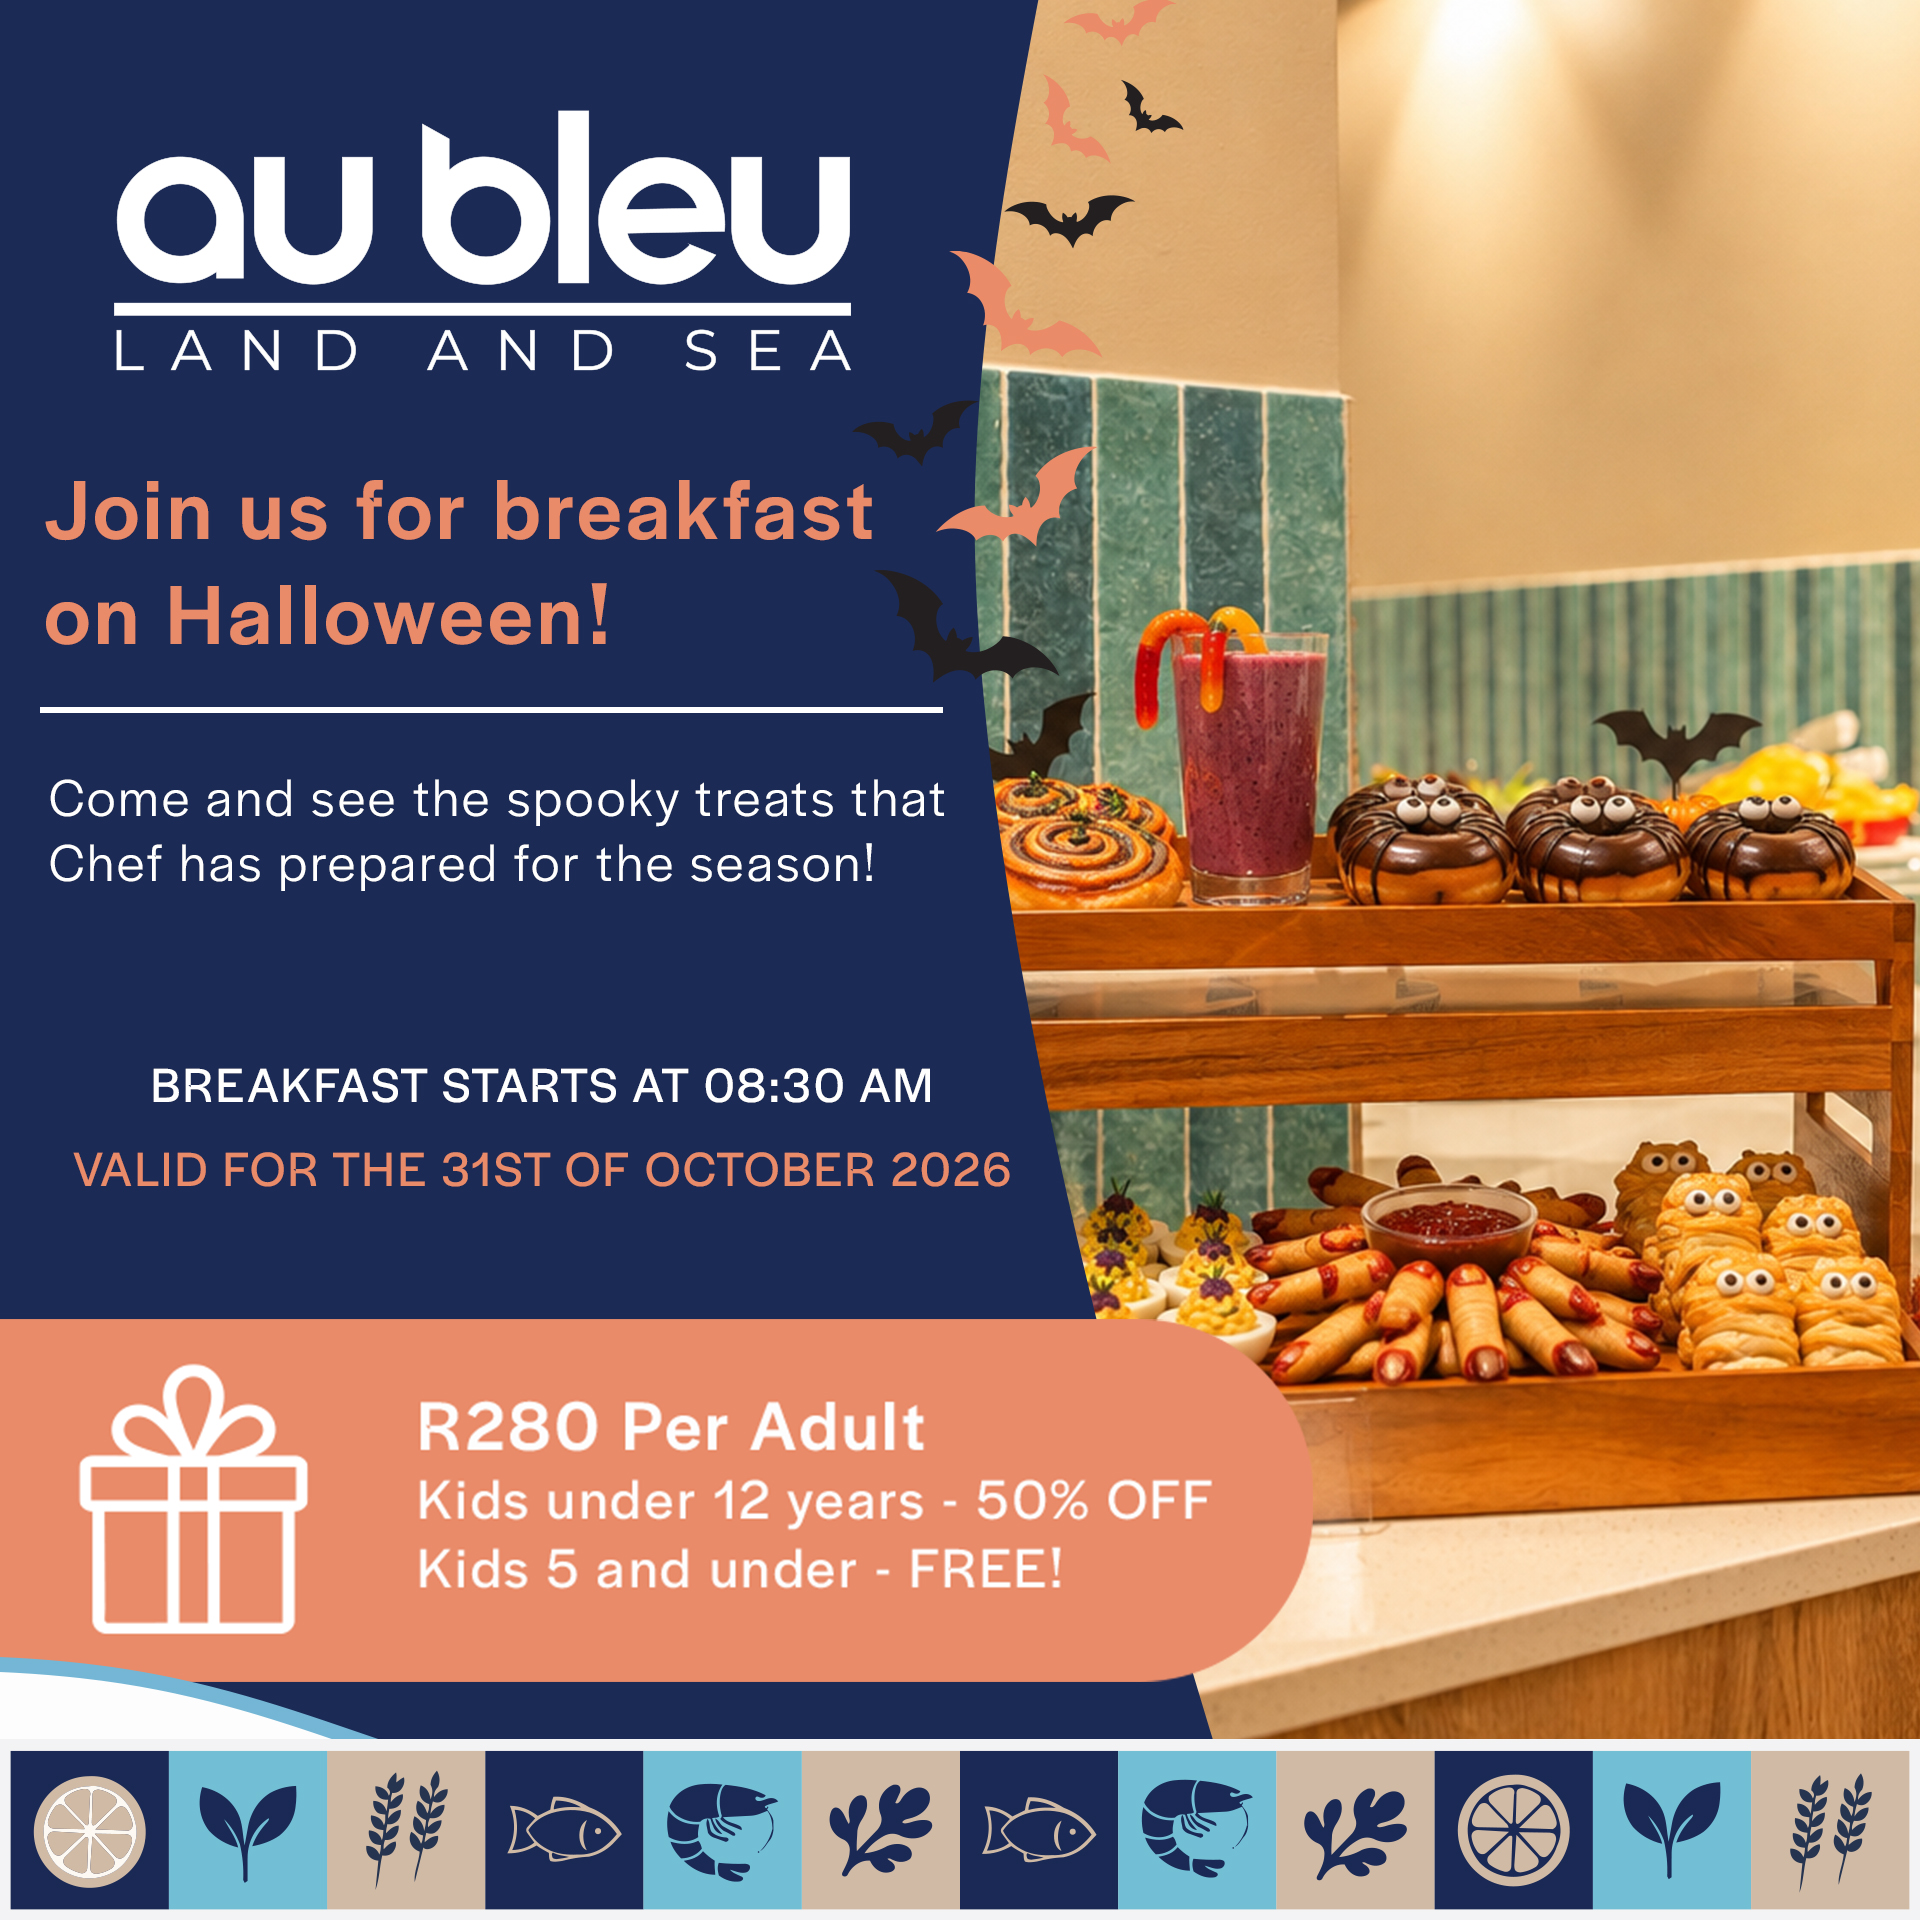 au bleu
LAND AND SEA
Join us for breakfast
on Halloween!
Come and see the spooky treats that
Chef has prepared for the season!
BREAKFAST STARTS AT 08:30 AM
VALID FOR THE 31ST OF OCTOBER 2026
R280 Per Adult
Kids under 12 years - 50% OFF
Kids 5 and under - FREE!